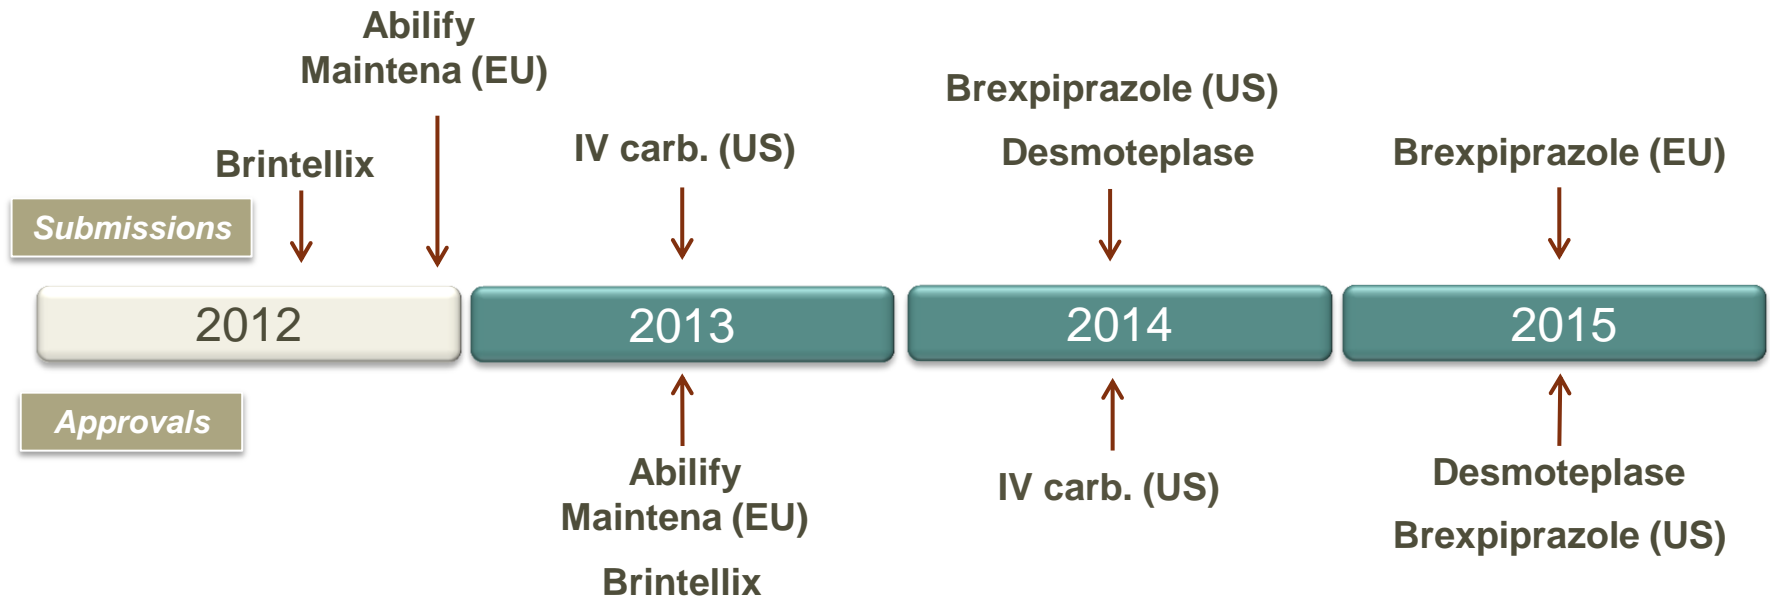 Abilify
Maintena (EU)
Brintellix
IV carb. (US)
Brexpiprazole (US)
Desmoteplase
Brexpiprazole (EU)
Submissions
2012
2013
2014
2015
Approvals
Abilify
Maintena (EU)
Brintellix
IV carb. (US)
Desmoteplase
Brexpiprazole (US)